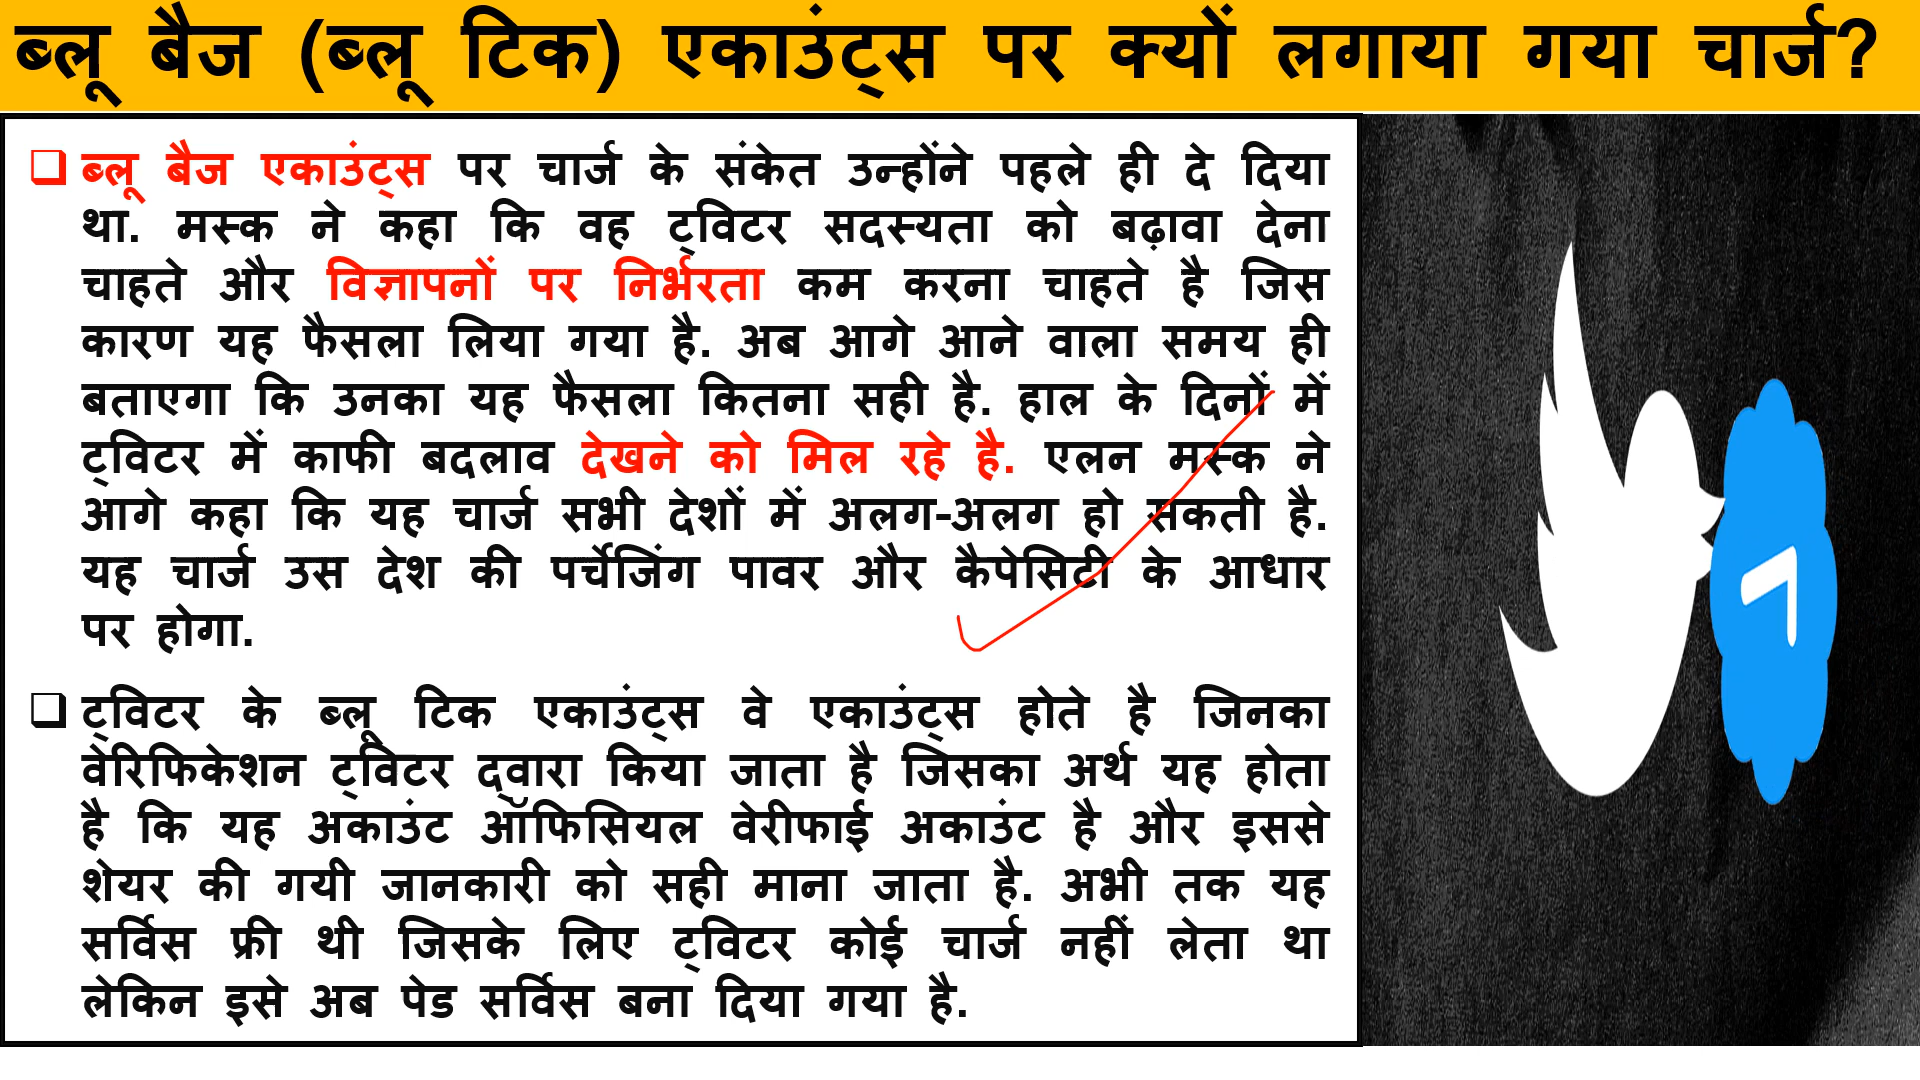 ब्लू बैज (ब्लू टिक) एकाउंट्स पर क्यों लगाया गया चार्ज?
ब्लू बैज एकाउंट्स पर चार्ज के संकेत उन्होंने पहले ही दे दिया
था. मस्क ने कहा कि वह ट्विटर सदस्यता को बढ़ावा देना
चाहते और विज्ञापनों पर निर्भरता कम करना चाहते है जिस
कारण यह फैसला लिया गया है. अब आगे आने वाला समय ही
बताएगा कि उनका यह फैसला कितना सही है. हाल के दिनों में
ट्विटर में काफी बदलाव देखने को मिल रहे है. एलन मस्क ने
आगे कहा कि यह चार्ज सभी देशों में अलग-अलग हो सकती है.
यह चार्ज उस देश की पर्चेजिंग पावर और कैपेसिटी के आधार
पर होगा.
ट्विटर के ब्लू टिक एकाउंट्स वे एकाउंट्स होते है जिनका
वेरिफिकेशन ट्विटर द्वारा किया जाता है जिसका अर्थ यह होता
है कि यह अकाउंट ऑफिसियल वेरीफाई अकाउंट है और इससे
शेयर की गयी जानकारी को सही माना जाता है. अभी तक यह
सर्विस फ्री थी जिसके लिए ट्विटर कोई चार्ज नहीं लेता था
लेकिन इसे अब पेड सर्विस बना दिया गया है.